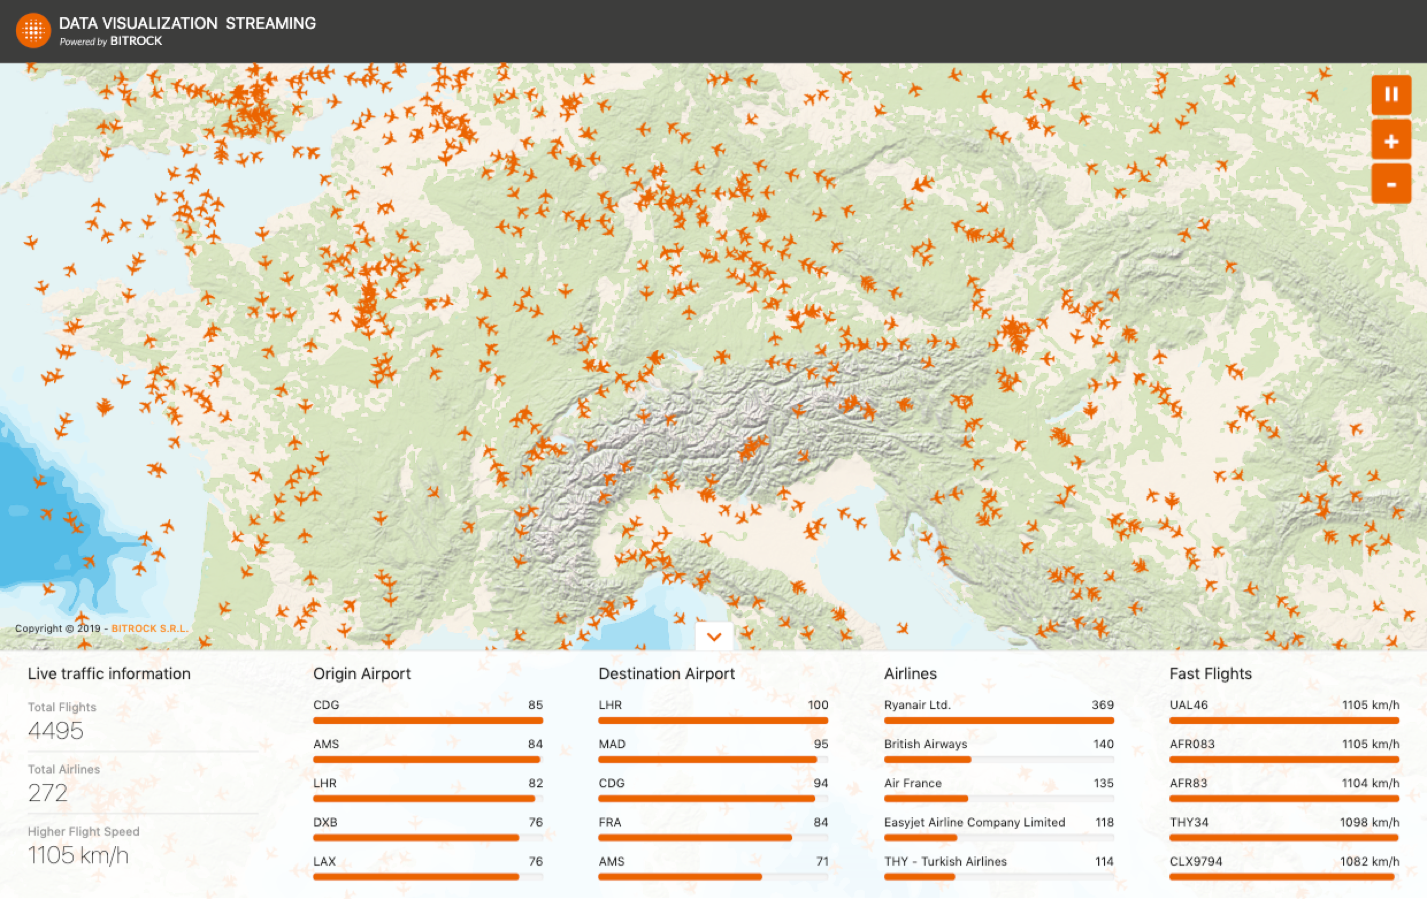 DATA VISUALIZATION STREAMING
Powered by BITROCK
+
-
Copyright © 2019 - BITROCK S.R.L.
Live traffic information
Total Flights
4495
Total Airlines
272
Higher Flight Speed
1105 km/h
Origin Airport
CDG 85
AMS 84
LHR 82
DXB 76
LAX 76
Destination Airport
LHR 100
MAD 95
CDG 94
FRA 84
AMS 71
Airlines
Ryanair Ltd. 369
British Airways 140
Air France 135
Easyjet Airline Company Limited 118
THY - Turkish Airlines 114
Fast Flights
UAL46 1105 km/h
AFR083 1105 km/h
AFR83 1104 km/h
THY34 1098 km/h
CLX9794 1082 km/h